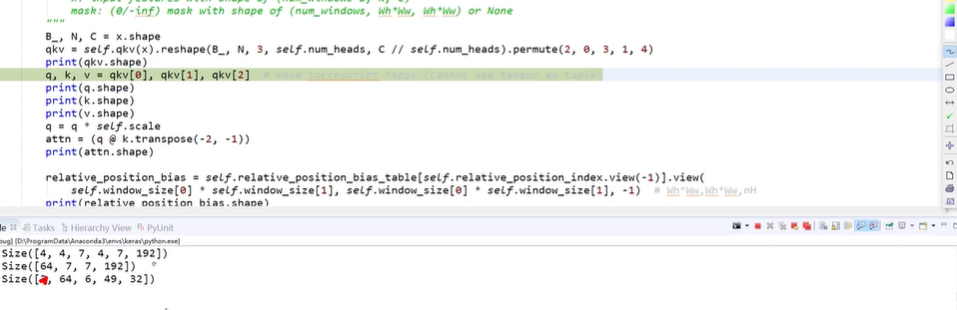 x: input features with shape of (num_windows*B, N, C)
mask: (0/-inf) mask with shape of (num_windows, Wh*Ww, Wh*Ww) or None
"""
B_, N, C = x.shape
qkv = self.qkv(x).reshape(B_, N, 3, self.num_heads, C // self.num_heads).permute(2, 0, 3, 1, 4)
print(qkv.shape)
q, k, v = qkv[0], qkv[1], qkv[2]  # make torchscript happy (cannot use tensor as tuple)
print(q.shape)
print(k.shape)
print(v.shape)
q = q * self.scale
attn = (q @ k.transpose(-2, -1))
print(attn.shape)
relative_position_bias = self.relative_position_bias_table[self.relative_position_index.view(-1)].view(
self.window_size[0] * self.window_size[1], self.window_size[0] * self.window_size[1], -1)  # Wh*Ww,Wh*Ww,nH
print(relative_position_bias.shape)
Tasks Hierarchy View PyUnit
oug] [D:\ProgramData\Anaconda3\envs\keras\python.exe]
Size([4, 4, 7, 4, 7, 192])
Size([64, 7, 7, 192])
Size([, 64, 6, 49, 32])